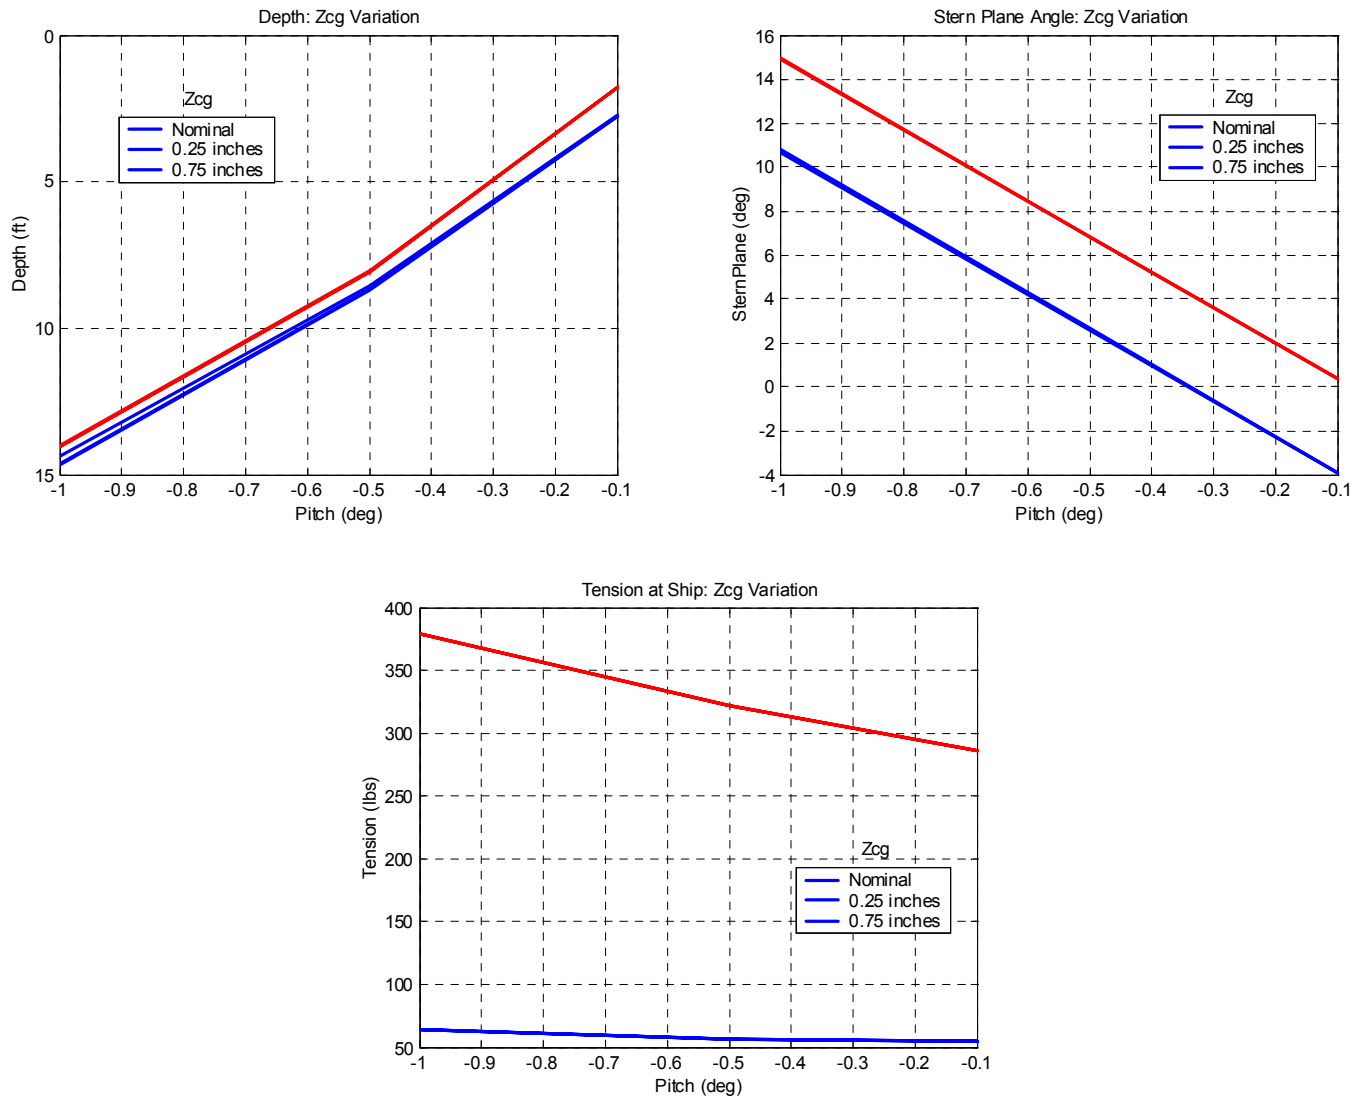 Depth: Zcg Variation
0
5
10
15
Depth (ft)
Zcg
Nominal
0.25 inches
0.75 inches
-1 -0.9 -0.8 -0.7 -0.6 -0.5 -0.4 -0.3 -0.2 -0.1
Pitch (deg)
Stern Plane Angle: Zcg Variation
16
14
12
10
8
6
4
2
0
-2
-4
SternPlane (deg)
Zcg
Nominal
0.25 inches
0.75 inches
-1 -0.9 -0.8 -0.7 -0.6 -0.5 -0.4 -0.3 -0.2 -0.1
Pitch (deg)
Tension at Ship: Zcg Variation
400
350
300
250
200
150
100
50
Tension (lbs)
Zcg
Nominal
0.25 inches
0.75 inches
-1 -0.9 -0.8 -0.7 -0.6 -0.5 -0.4 -0.3 -0.2 -0.1
Pitch (deg)